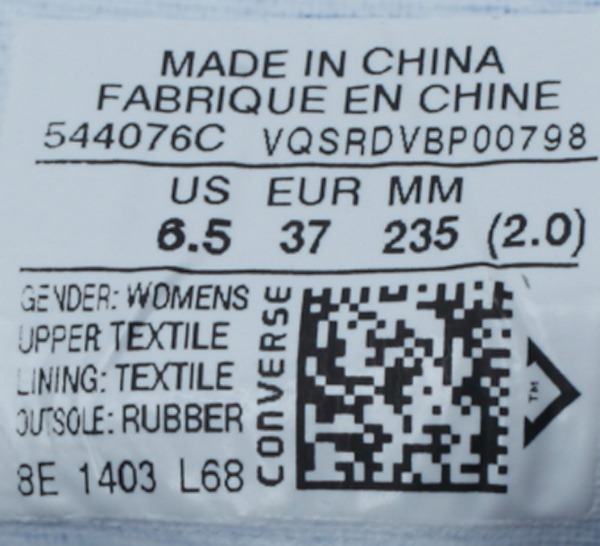 MADE IN CHINA
FABRIQUE EN CHINE
544076C VQSRDVBP00798
US EUR MM
6.5 37 235 (2.0)
GENDER: WOMENS
UPPER TEXTILE
LINING: TEXTILE
OUTSOLE: RUBBER
8E 1403 L68
CONVERSE
TM